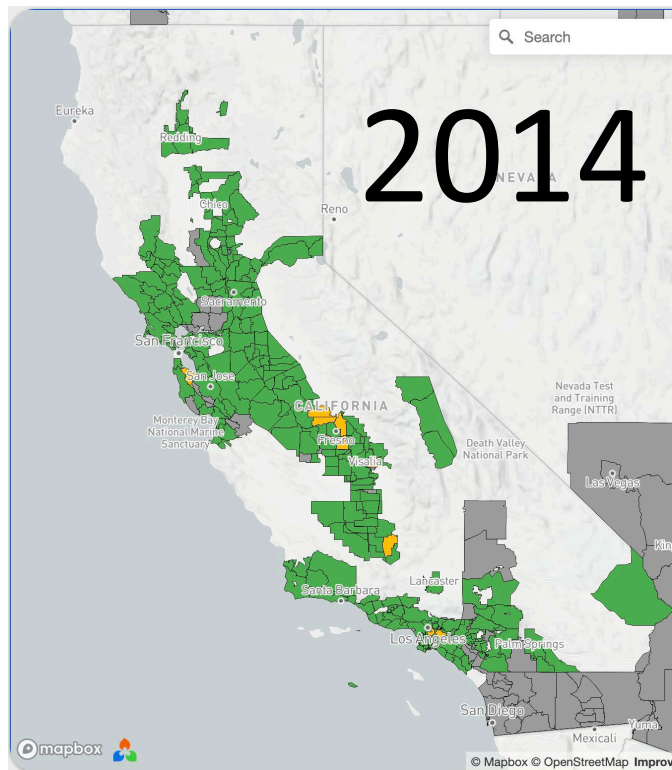 Search
2014
Eureka
Redding
NEVADA
Chico
Reno
Sacramento
San Francisco
San Jose
CALIFORNIA
Monterey Bay
National Marine
Sanctuary
Fresno
Visalia
Nevada Test
and Training
Range (NTTR)
Death Valley
National Park
Las Vegas
Kin
Lancaster
Santa Barbara
Los Angeles
Palm Springs
San Diego
Yuma
Mexicali
mapbox
© Mapbox © OpenStreetMap Improv